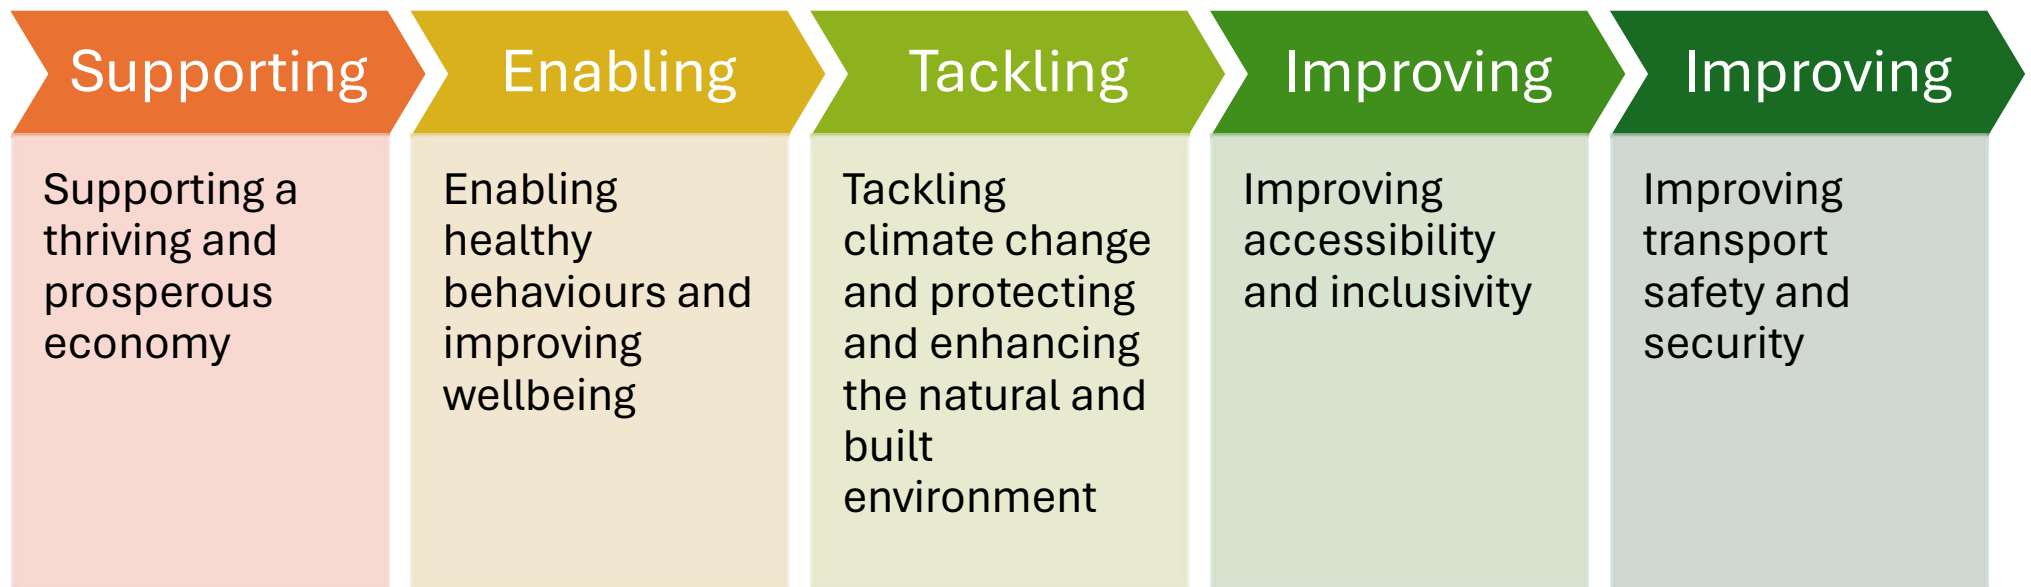 Supporting
Supporting a
thriving and
prosperous
economy
Enabling
Enabling
healthy
behaviours and
improving
wellbeing
Tackling
Tackling
climate change
and protecting
and enhancing
the natural and
built
environment
Improving
Improving
accessibility
and inclusivity
Improving
Improving
transport
safety and
security